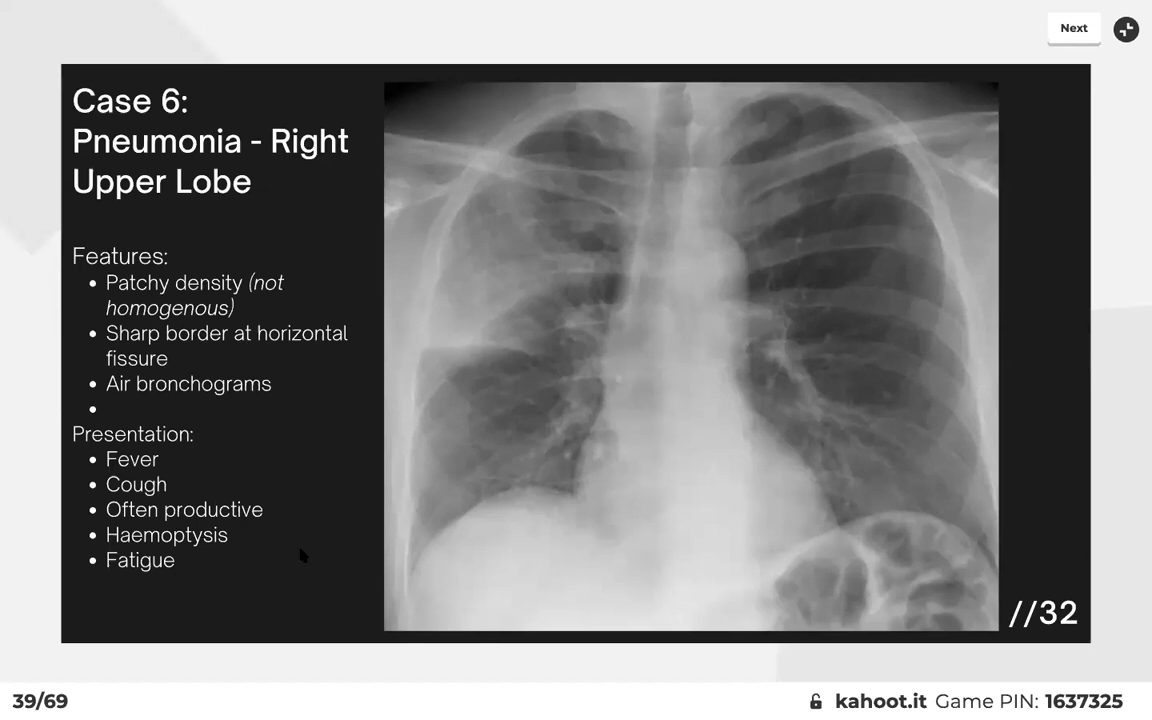 Next
Case 6:
Pneumonia - Right
Upper Lobe
Features:
• Patchy density (not
homogenous)
• Sharp border at horizontal
fissure
• Air bronchograms
•
Presentation:
• Fever
• Cough
• Often productive
• Haemoptysis
• Fatigue
//32
39/69
kahoot.it Game PIN: 1637325